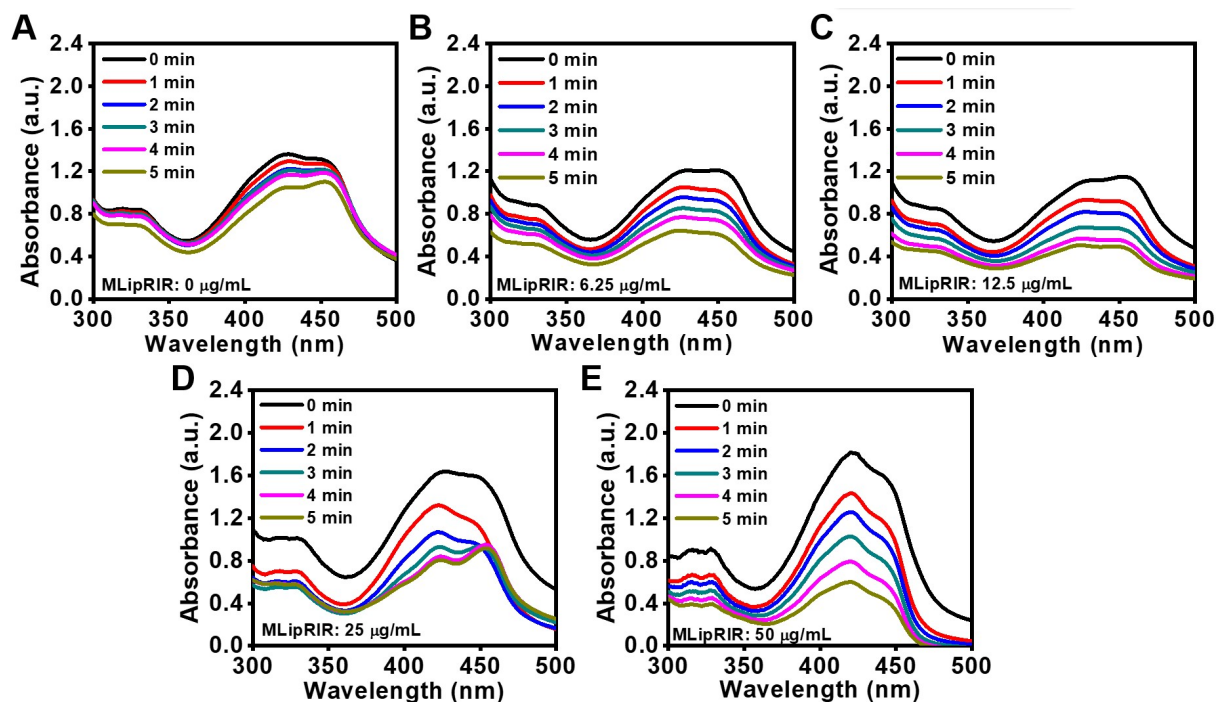 A
Absorbance (a.u.)
2.4
2.0
1.6
1.2
0.8
0.4
0.0
0 min
1 min
2 min
3 min
4 min
5 min
MLipRIR: 0 μg/mL
300 350 400 450 500
Wavelength (nm)
B
Absorbance (a.u.)
2.4
2.0
1.6
1.2
0.8
0.4
0.0
0 min
1 min
2 min
3 min
4 min
5 min
MLipRIR: 6.25 μg/mL
300 350 400 450 500
Wavelength (nm)
C
Absorbance (a.u.)
2.4
2.0
1.6
1.2
0.8
0.4
0.0
0 min
1 min
2 min
3 min
4 min
5 min
MLipRIR: 12.5 μg/mL
300 350 400 450 500
Wavelength (nm)
D
Absorbance (a.u.)
2.4
2.0
1.6
1.2
0.8
0.4
0.0
0 min
1 min
2 min
3 min
4 min
5 min
MLipRIR: 25 μg/mL
300 350 400 450 500
Wavelength (nm)
E
Absorbance (a.u.)
2.4
2.0
1.6
1.2
0.8
0.4
0.0
0 min
1 min
2 min
3 min
4 min
5 min
MLipRIR: 50 μg/mL
300 350 400 450 500
Wavelength (nm)